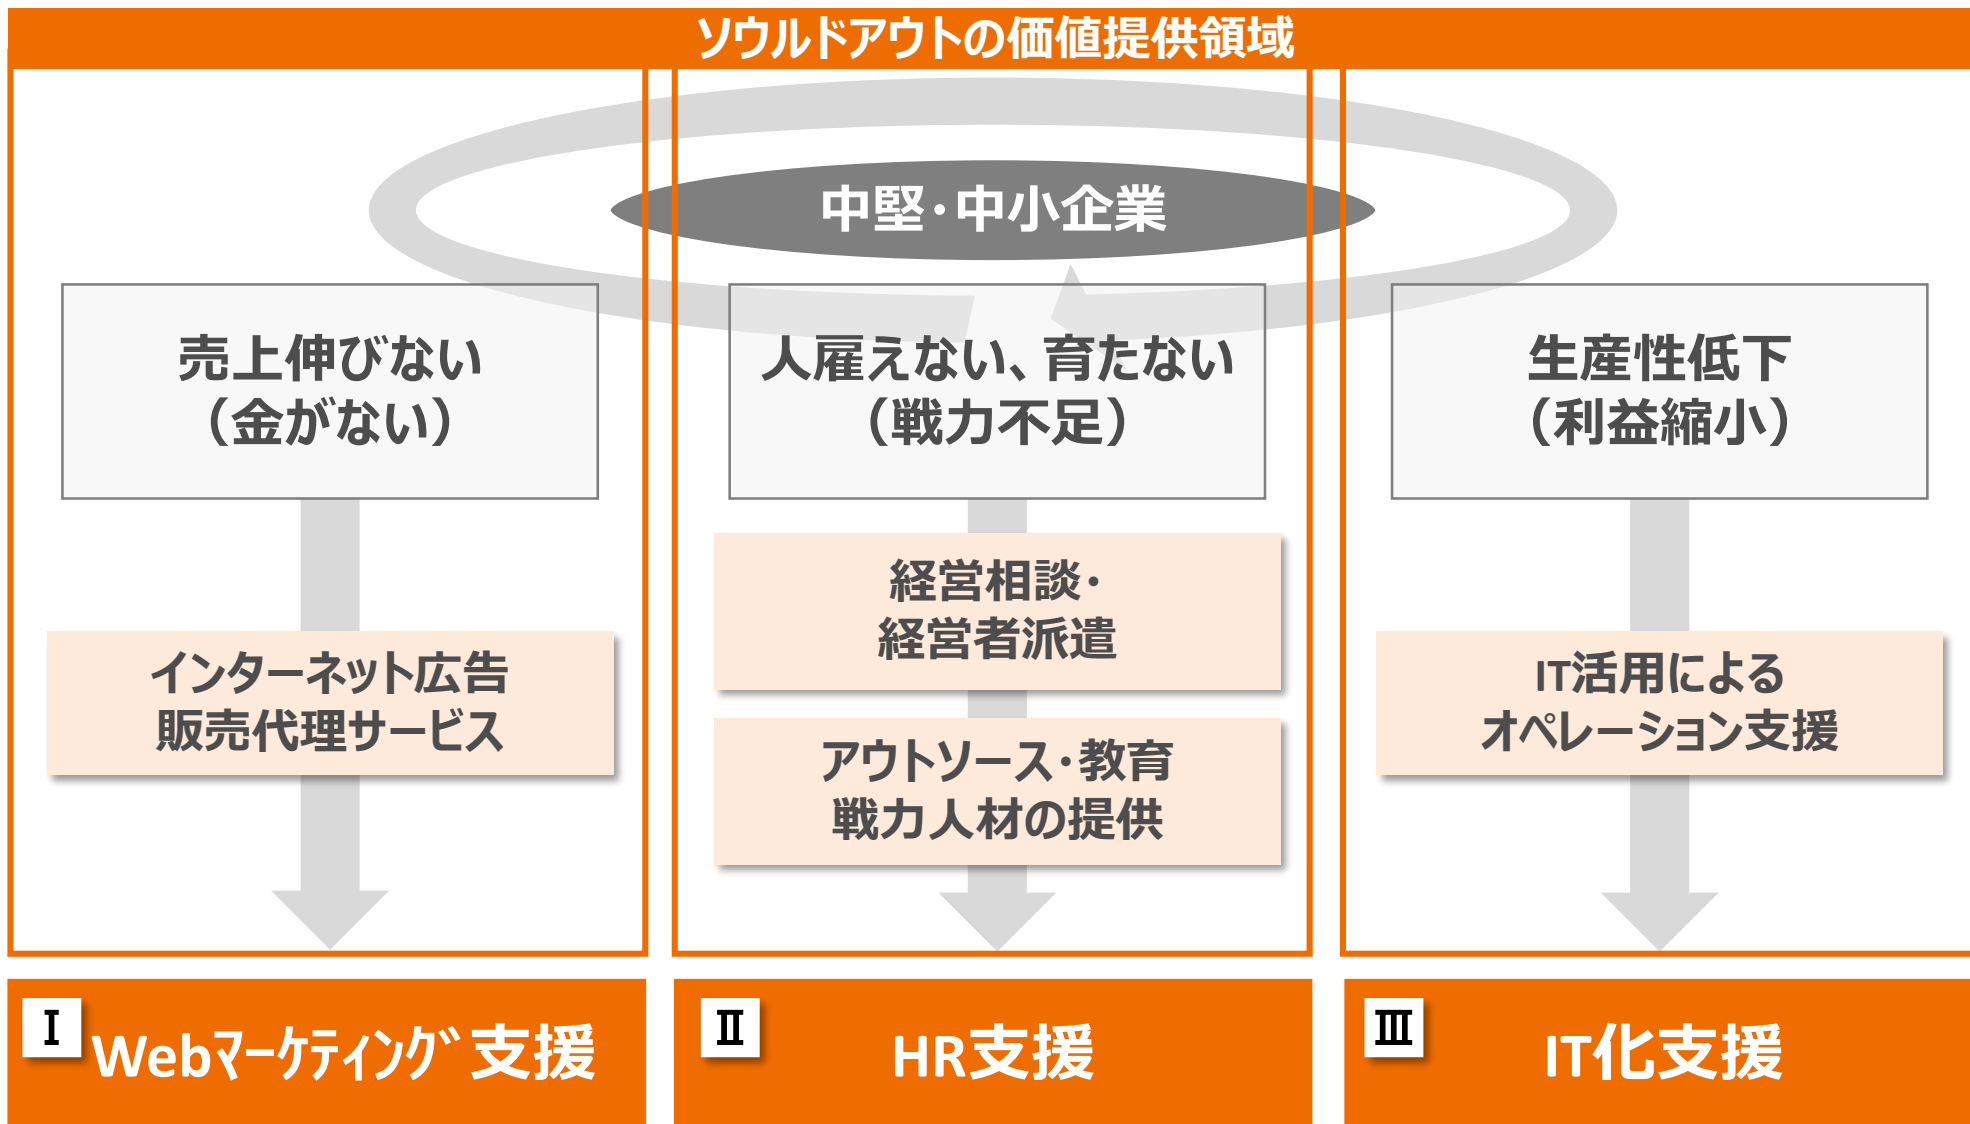 ソウルドアウトの価値提供領域
中堅・中小企業
売上伸びない
（金がない）
人雇えない、育たない
（戦力不足）
生産性低下
（利益縮小）
インターネット広告
販売代理サービス
経営相談・
経営者派遣
アウトソース・教育
戦力人材の提供
IT活用による
オペレーション支援
Ⅰ
Webﾏｰｹﾃｨﾝｸﾞ支援
Ⅱ
HR支援
Ⅲ
IT化支援